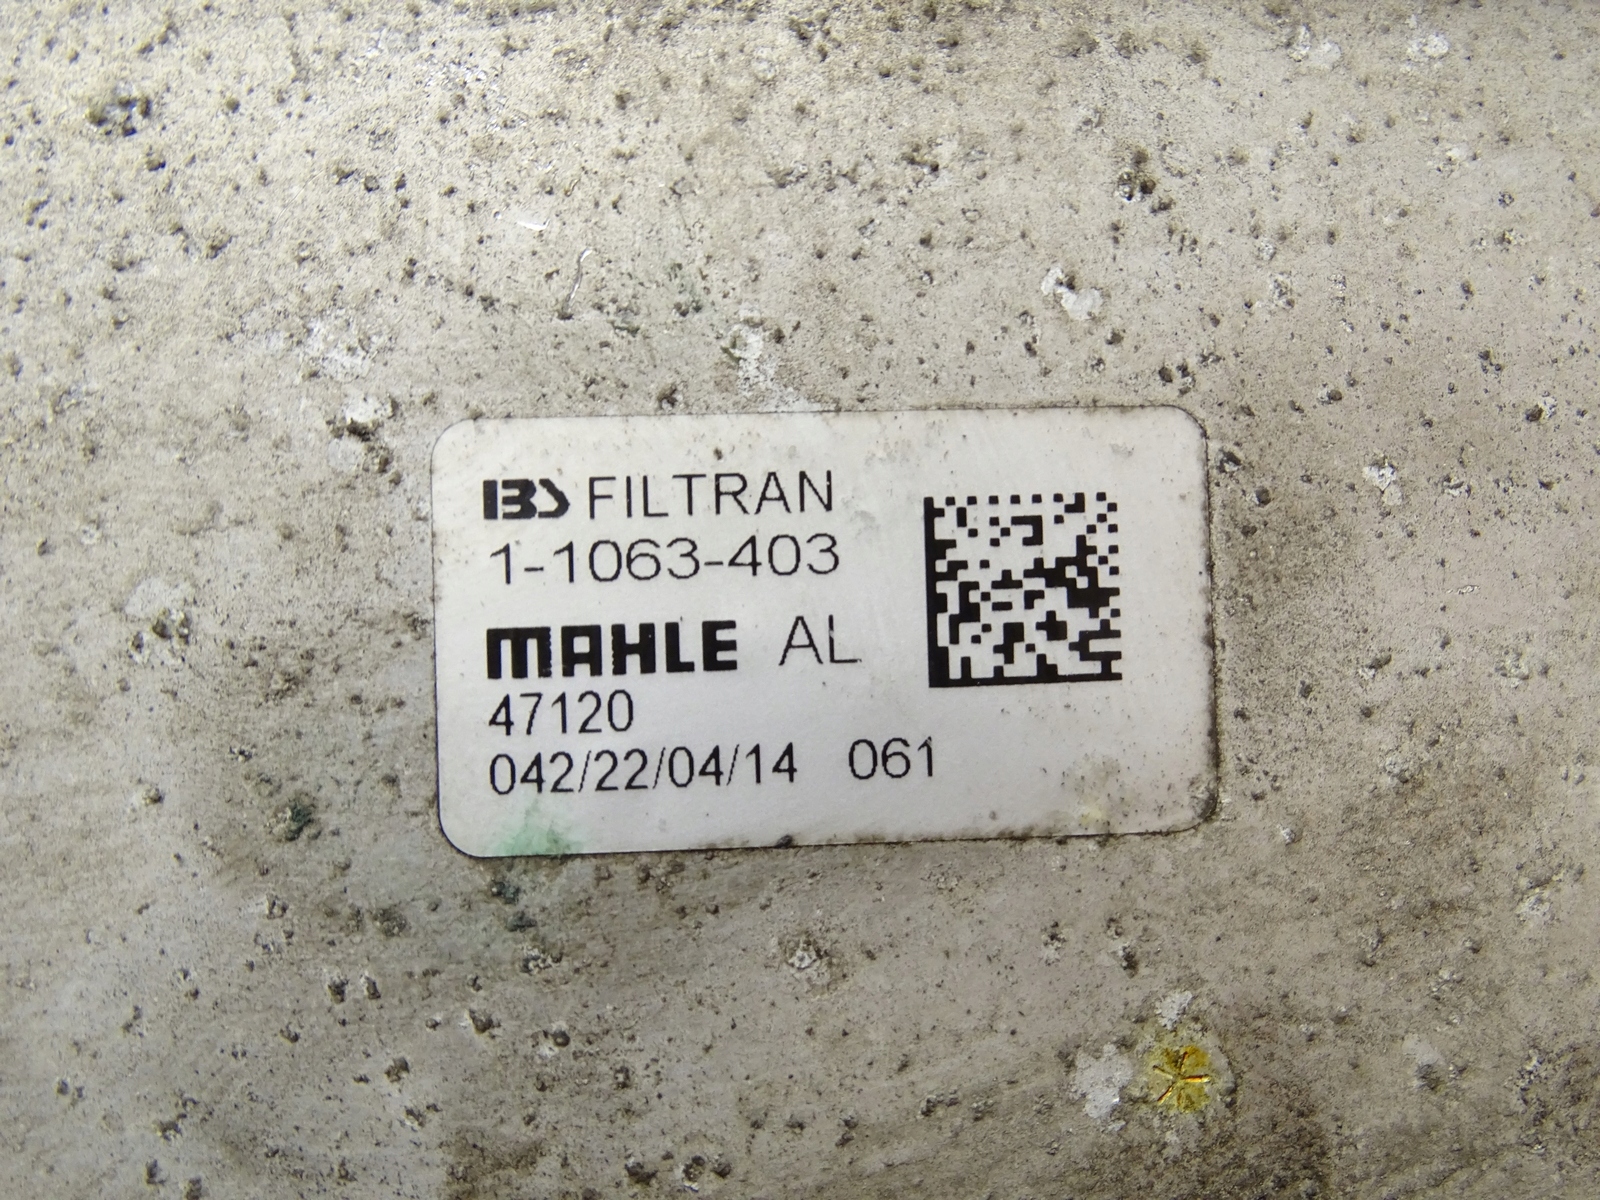 IBS FILTRAN
1-1063-403
MAHLE AL
47120
042/22/04/14 061